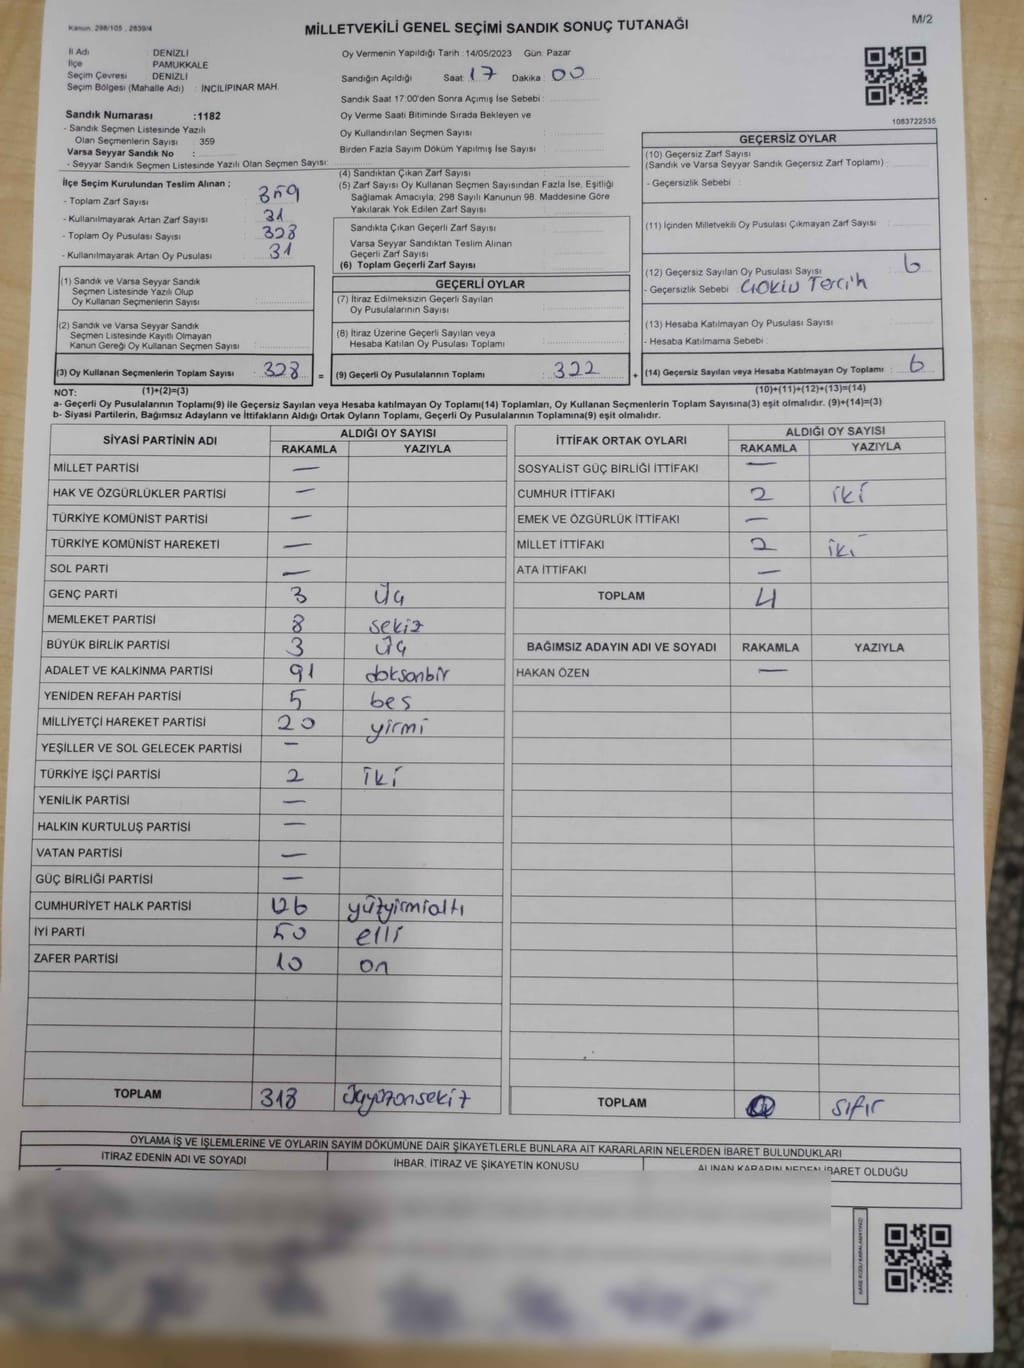 Kanun: 298/105 , 2839/4
M/2
MİLLETVEKİLİ GENEL SEÇİMİ SANDIK SONUÇ TUTANAĞI
İl Adı : DENİZLİ
İlçe : PAMUKKALE
Seçim Çevresi : DENİZLİ
Seçim Bölgesi (Mahalle Adı) : İNCİLİPINAR MAH.
Oy Vermenin Yapıldığı Tarih : 14/05/2023 Gün: Pazar
Sandığın Açıldığı Saat: 17 Dakika : 00
Sandık Saat 17:00'den Sonra Açımış İse Sebebi :
Oy Verme Saati Bitiminde Sırada Bekleyen ve
Oy Kullandırılan Seçmen Sayısı :
Birden Fazla Sayım Döküm Yapılmış İse Sayısı :
1083722535
Sandık Numarası :1182
- Sandık Seçmen Listesinde Yazılı
Olan Seçmenlerin Sayısı : 359
Varsa Seyyar Sandık No :
- Seyyar Sandık Seçmen Listesinde Yazılı Olan Seçmen Sayısı:
İlçe Seçim Kurulundan Teslim Alınan ;
- Toplam Zarf Sayısı : 359
- Kullanılmayarak Artan Zarf Sayısı : 31
- Toplam Oy Pusulası Sayısı : 328
- Kullanılmayarak Artan Oy Pusulası : 31
(1) Sandık ve Varsa Seyyar Sandık
Seçmen Listesinde Yazılı Olup
Oy Kullanan Seçmenlerin Sayısı :
(2) Sandık ve Varsa Seyyar Sandık
Seçmen Listesinde Kayıtlı Olmayan
Kanun Gereği Oy Kullanan Seçmen Sayısı :
(3) Oy Kullanan Seçmenlerin Toplam Sayısı : 328
=
(4) Sandıktan Çıkan Zarf Sayısı :
(5) Zarf Sayısı Oy Kullanan Seçmen Sayısından Fazla İse, Eşitliği
Sağlamak Amacıyla; 298 Sayılı Kanunun 98. Maddesine Göre
Yakılarak Yok Edilen Zarf Sayısı :
Sandıkta Çıkan Geçerli Zarf Sayısı :
Varsa Seyyar Sandıktan Teslim Alınan
Geçerli Zarf Sayısı :
(6) Toplam Geçerli Zarf Sayısı :
GEÇERLİ OYLAR
(7) İtiraz Edilmeksizin Geçerli Sayılan
Oy Pusulalarının Sayısı :
(8) İtiraz Üzerine Geçerli Sayılan veya
Hesaba Katılan Oy Pusulası Toplamı :
(9) Geçerli Oy Pusulalarının Toplamı : 322
+
GEÇERSİZ OYLAR
(10) Geçersiz Zarf Sayısı
(Sandık ve Varsa Seyyar Sandık Geçersiz Zarf Toplamı) :
- Geçersizlik Sebebi :
(11) İçinden Milletvekili Oy Pusulası Çıkmayan Zarf Sayısı :
(12) Geçersiz Sayılan Oy Pusulası Sayısı : 6
- Geçersizlik Sebebi : Tercih
(13) Hesaba Katılmayan Oy Pusulası Sayısı :
- Hesaba Katılmama Sebebi :
(14) Geçersiz Sayılan veya Hesaba Katılmayan Oy Toplamı : 6
NOT: (1)+(2)=(3)
(10)+(11)+(12)+(13)=(14)
a- Geçerli Oy Pusulalarının Toplamı(9) ile Geçersiz Sayılan veya Hesaba katılmayan Oy Toplamı(14) Toplamları, Oy Kullanan Seçmenlerin Toplam Sayısına(3) eşit olmalıdır. (9)+(14)=(3)
b- Siyasi Partilerin, Bağımsız Adayların ve İttifakların Aldığı Ortak Oyların Toplamı, Geçerli Oy Pusulalarının Toplamına(9) eşit olmalıdır.
SİYASİ PARTİNİN ADI ALDIĞI OY SAYISI
RAKAMLA YAZIYLA
MİLLET PARTİSİ —
HAK VE ÖZGÜRLÜKLER PARTİSİ —
TÜRKİYE KOMÜNİST PARTİSİ —
TÜRKİYE KOMÜNİST HAREKETİ —
SOL PARTİ —
GENÇ PARTİ 3 üç
MEMLEKET PARTİSİ 8 sekiz
BÜYÜK BİRLİK PARTİSİ 3 üç
ADALET VE KALKINMA PARTİSİ 91 doksanbir
YENİDEN REFAH PARTİSİ 5 beş
MİLLİYETÇİ HAREKET PARTİSİ 20 yirmi
YEŞİLLER VE SOL GELECEK PARTİSİ —
TÜRKİYE İŞÇİ PARTİSİ 2 iki
YENİLİK PARTİSİ —
HALKIN KURTULUŞ PARTİSİ —
VATAN PARTİSİ —
GÜÇ BİRLİĞİ PARTİSİ —
CUMHURİYET HALK PARTİSİ 126 yüzyirmialtı
İYİ PARTİ 50 elli
ZAFER PARTİSİ 10 on
TOPLAM 318 üçyüzonsekiz
İTTİFAK ORTAK OYLARI ALDIĞI OY SAYISI
RAKAMLA YAZIYLA
SOSYALİST GÜÇ BİRLİĞİ İTTİFAKI —
CUMHUR İTTİFAKI 2 iki
EMEK VE ÖZGÜRLÜK İTTİFAKI —
MİLLET İTTİFAKI 2 iki
ATA İTTİFAKI —
TOPLAM 4
BAĞIMSIZ ADAYIN ADI VE SOYADI RAKAMLA YAZIYLA
HAKAN ÖZEN —
TOPLAM 0 sıfır
OYLAMA İŞ VE İŞLEMLERİNE VE OYLARIN SAYIM DÖKÜMÜNE DAİR ŞİKAYETLERLE BUNLARA AİT KARARLARIN NELERDEN İBARET BULUNDUKLARI
İTİRAZ EDENİN ADI VE SOYADI İHBAR, İTİRAZ VE ŞİKAYETİN KONUSU ALINAN KARARIN NEDEN İBARET OLDUĞU